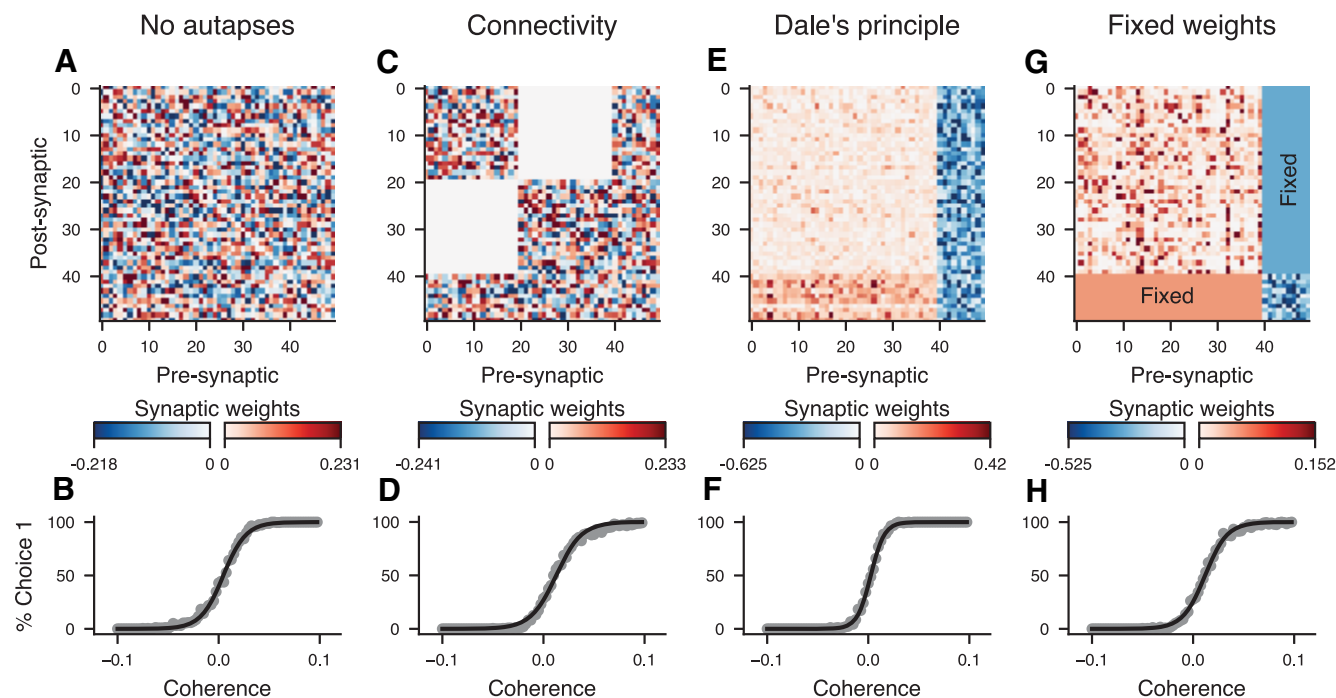 No autapses
Connectivity
Dale's principle
Fixed weights
A
C
E
G
0
10
20
30
40
Post-synaptic
0 10 20 30 40
Pre-synaptic
0
10
20
30
40
0 10 20 30 40
Pre-synaptic
0
10
20
30
40
0 10 20 30 40
Pre-synaptic
0
10
20
30
40
Fixed
Fixed
0 10 20 30 40
Pre-synaptic
Synaptic weights
-0.218 0 0 0.231
Synaptic weights
-0.241 0 0 0.233
Synaptic weights
-0.625 0 0 0.42
Synaptic weights
-0.525 0 0 0.152
B
D
F
H
% Choice 1
100
50
0
−0.1 0.0 0.1
Coherence
100
50
0
−0.1 0.0 0.1
Coherence
100
50
0
−0.1 0.0 0.1
Coherence
100
50
0
−0.1 0.0 0.1
Coherence